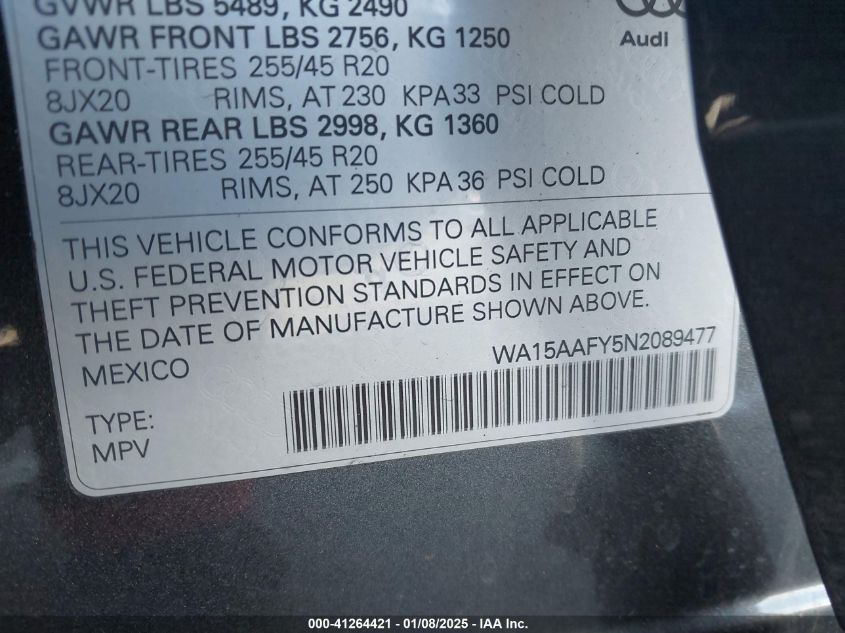 GVWR LBS 5489, KG 2490
GAWR FRONT LBS 2756, KG 1250
FRONT-TIRES 255/45 R20
8JX20 RIMS, AT 230 KPA 33 PSI COLD
GAWR REAR LBS 2998, KG 1360
REAR-TIRES 255/45 R20
8JX20 RIMS, AT 250 KPA 36 PSI COLD
Audi
THIS VEHICLE CONFORMS TO ALL APPLICABLE
U.S. FEDERAL MOTOR VEHICLE SAFETY AND
THEFT PREVENTION STANDARDS IN EFFECT ON
THE DATE OF MANUFACTURE SHOWN ABOVE.
MEXICO
WA15AAFY5N2089477
TYPE:
MPV
000-41264421 - 01/08/2025 - IAA Inc.